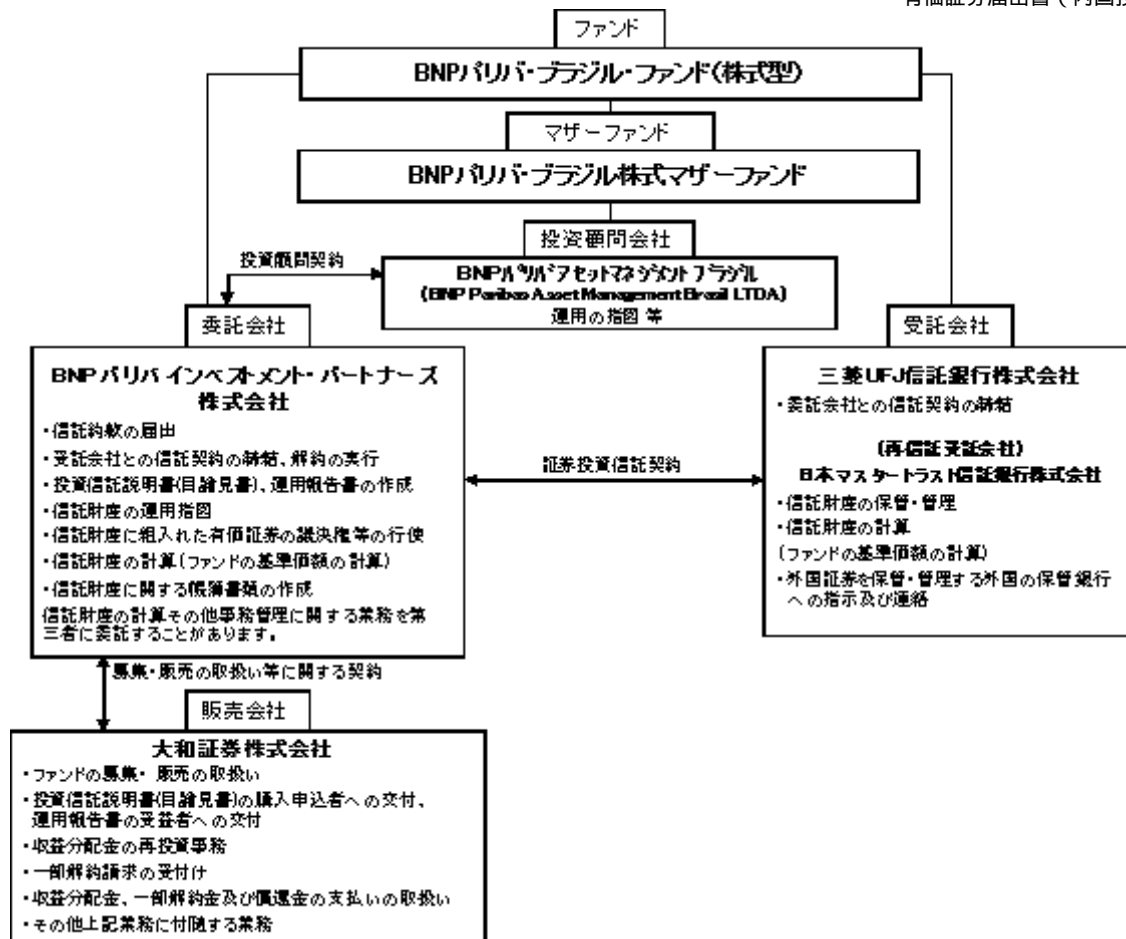 ファンド
BNPパリバ・ブラジル・ファンド(株式型)
マザーファンド
BNPパリバ・ブラジル株式マザーファンド
投資顧問会社
投資顧問契約
BNPパリバ アセットマネジメント ブラジル
(BNP Paribas Asset Management Brasil LTDA)
運用の指図 等
委託会社
受託会社
BNPパリバ インベストメント・パートナーズ
株式会社
・信託約款の届出
・受託会社との信託契約の締結、解約の実行
・投資信託説明書(目論見書)、運用報告書の作成
・信託財産の運用指図
・信託財産に組入れた有価証券の議決権等の行使
・信託財産の計算(ファンドの基準価額の計算)
・信託財産に関する帳簿書類の作成
信託財産の計算その他事務管理に関する業務を第
三者に委託することがあります。
証券投資信託契約
三菱UFJ信託銀行株式会社
・委託会社との信託契約の締結
(再信託受託会社)
日本マスタートラスト信託銀行株式会社
・信託財産の保管・管理
・信託財産の計算
(ファンドの基準価額の計算)
・外国証券を保管・管理する外国の保管銀行
への指示及び連絡
募集・販売の取扱い等に関する契約
販売会社
大和証券株式会社
・ファンドの募集・販売の取扱い
・投資信託説明書(目論見書)の購入申込者への交付、
運用報告書の受益者への交付
・収益分配金の再投資事務
・一部解約請求の受付け
・収益分配金、一部解約金及び償還金の支払いの取扱い
・その他上記業務に付随する業務